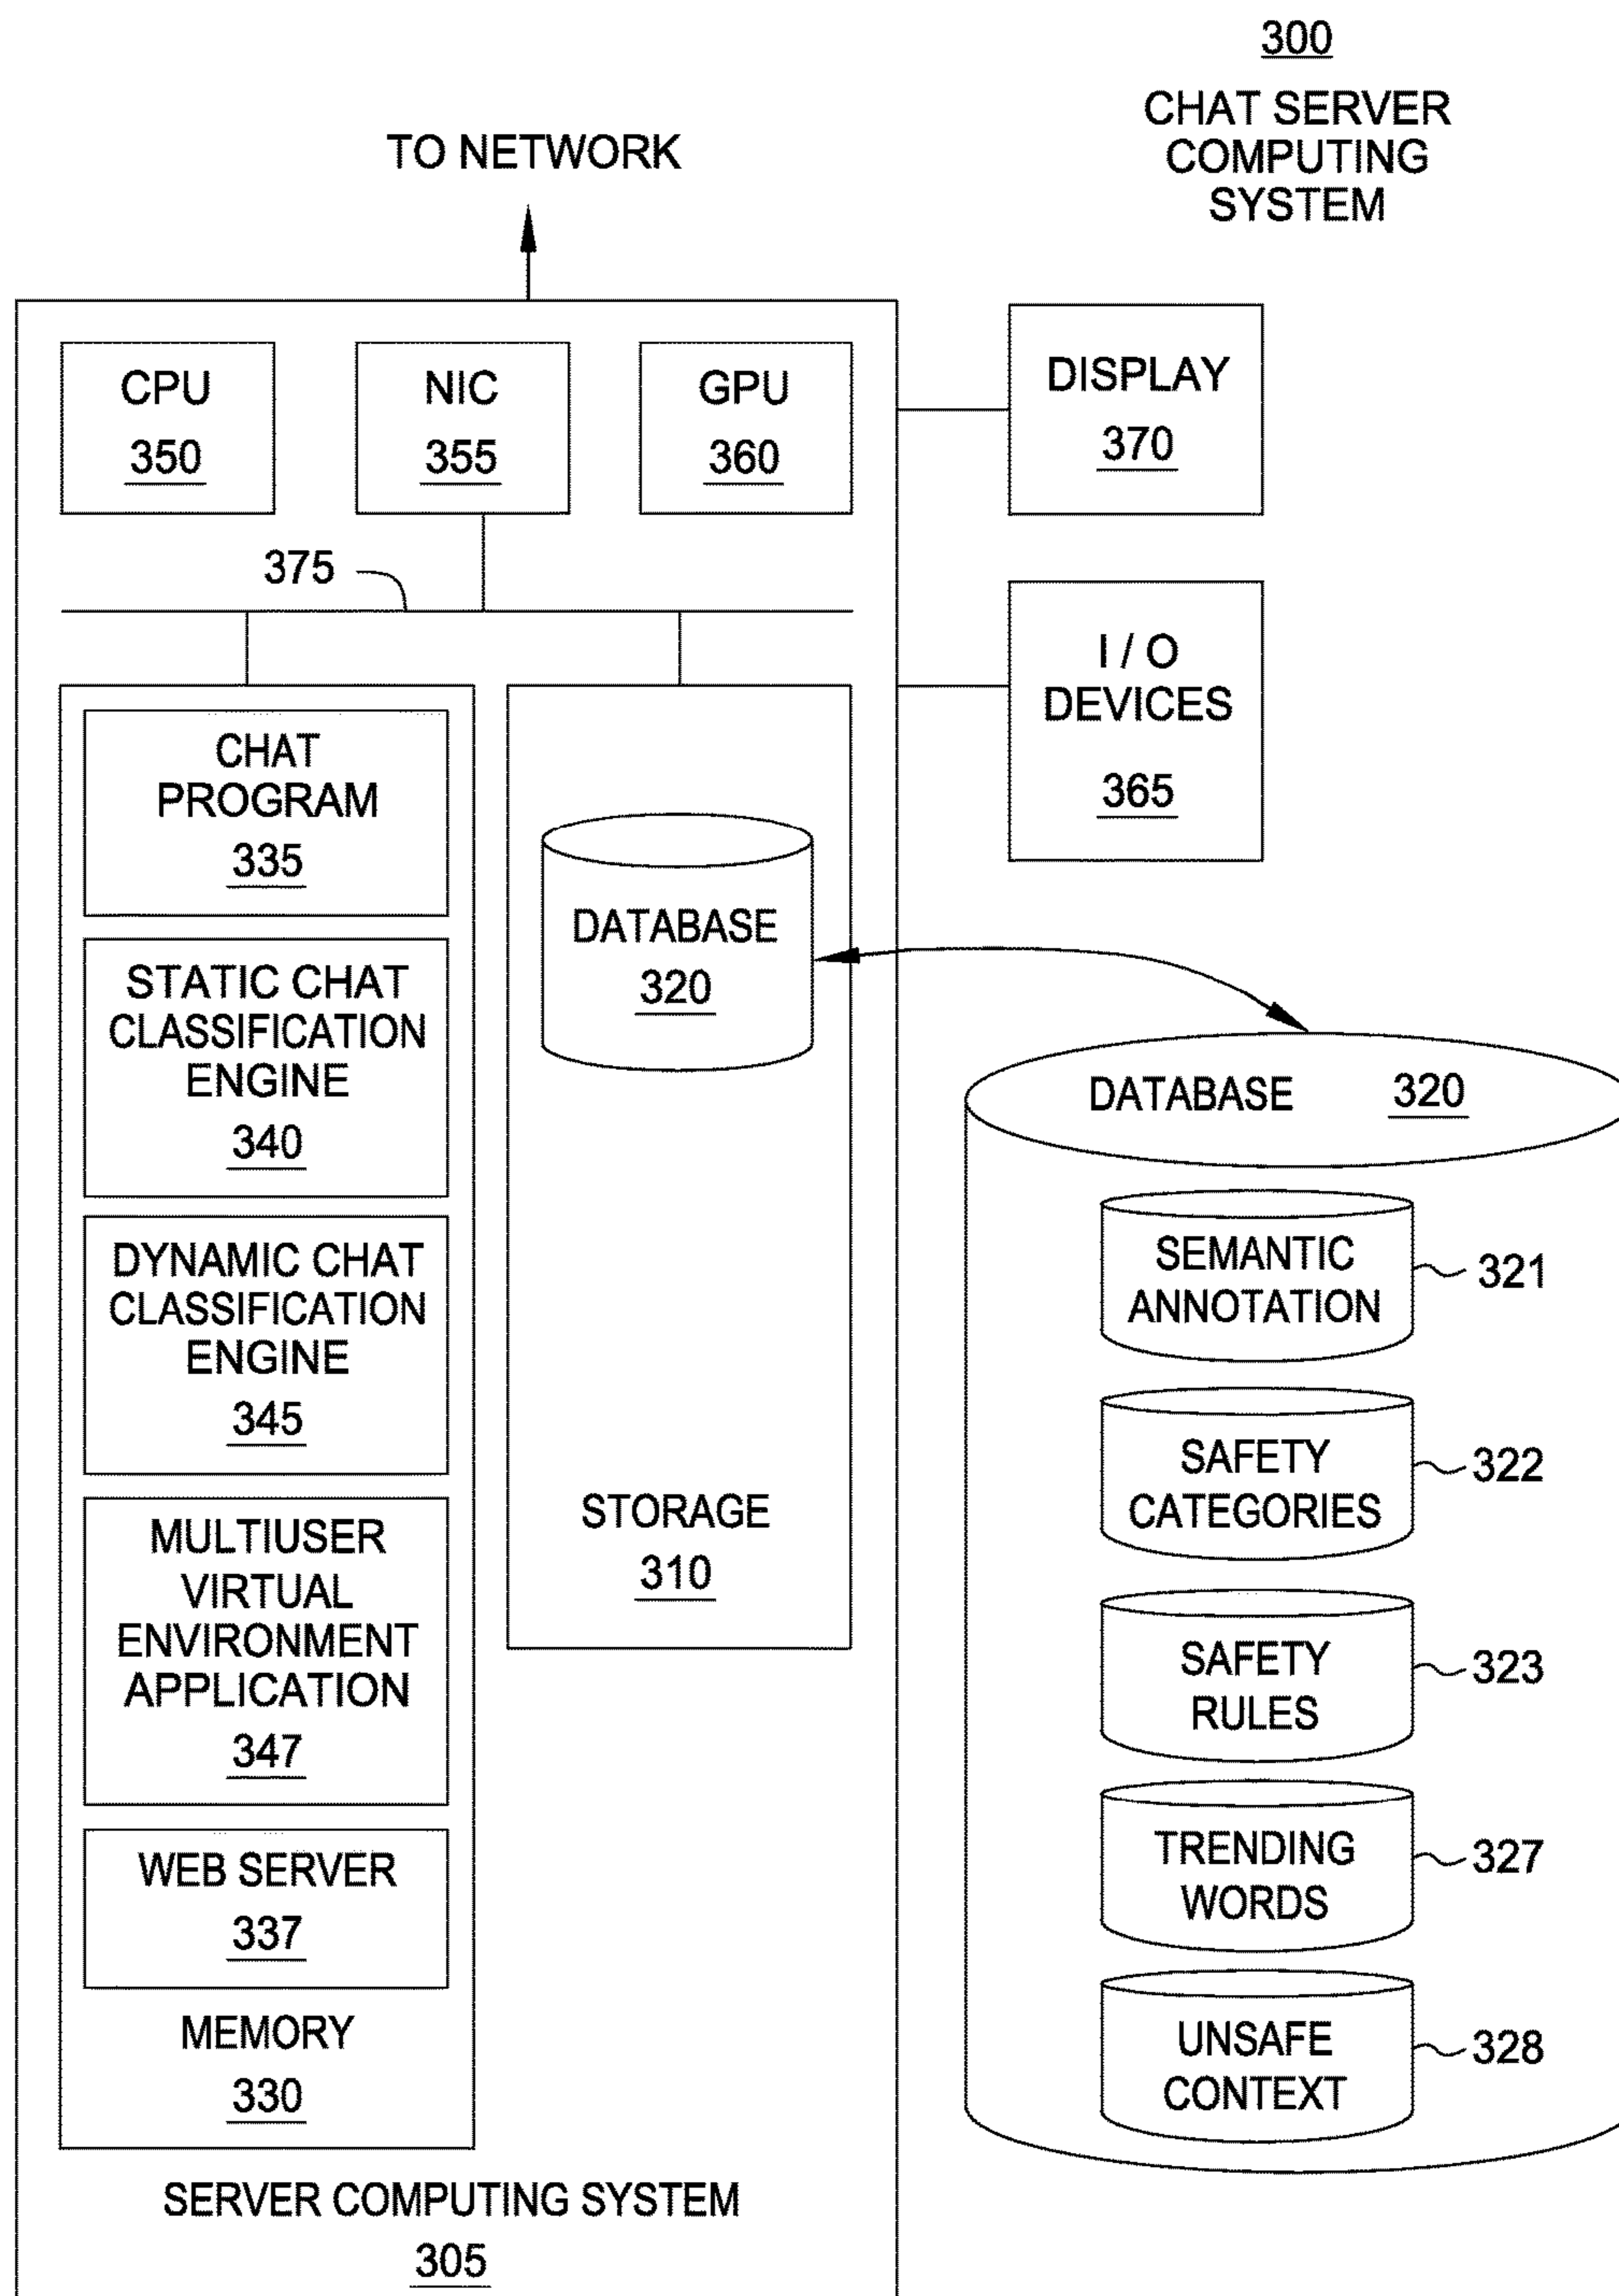 300
CHAT SERVER
COMPUTING
SYSTEM
TO NETWORK
CPU
350
NIC
355
GPU
360
DISPLAY
370
375
I / O
DEVICES
365
CHAT
PROGRAM
335
STATIC CHAT
CLASSIFICATION
ENGINE
340
DYNAMIC CHAT
CLASSIFICATION
ENGINE
345
MULTIUSER
VIRTUAL
ENVIRONMENT
APPLICATION
347
WEB SERVER
337
MEMORY
330
DATABASE
320
STORAGE
310
SERVER COMPUTING SYSTEM
305
DATABASE 320
SEMANTIC
ANNOTATION
321
SAFETY
CATEGORIES
322
SAFETY
RULES
323
TRENDING
WORDS
327
UNSAFE
CONTEXT
328